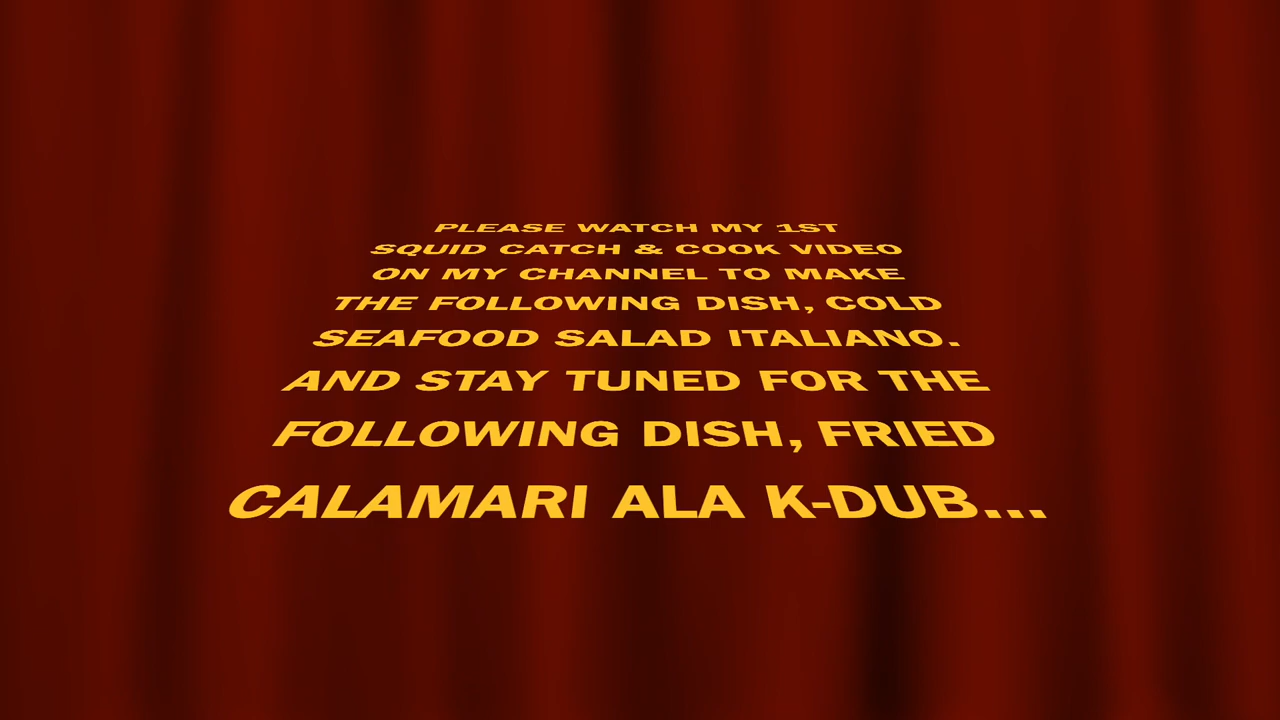 PLEASE WATCH MY 1ST
SQUID CATCH & COOK VIDEO
ON MY CHANNEL TO MAKE
THE FOLLOWING DISH, COLD
SEAFOOD SALAD ITALIANO.
AND STAY TUNED FOR THE
FOLLOWING DISH, FRIED
CALAMARI ALA K-DUB...